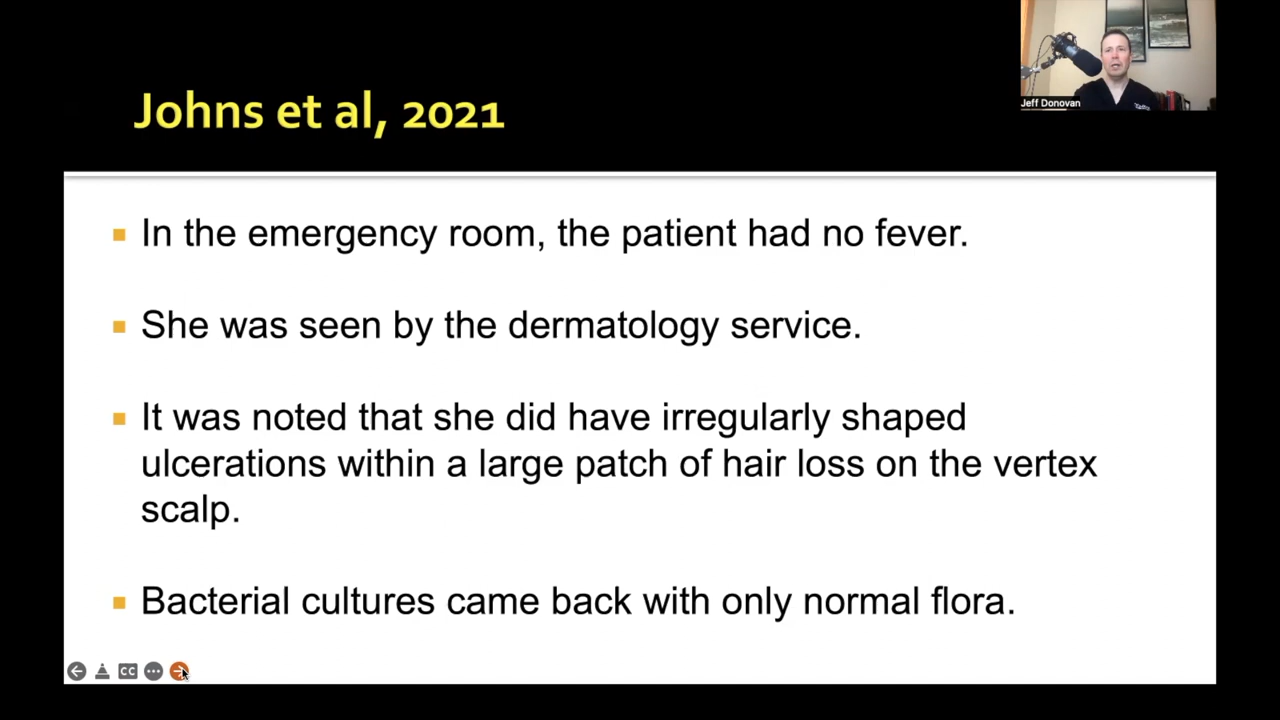 Jeff Donovan
Johns et al, 2021
In the emergency room, the patient had no fever.
She was seen by the dermatology service.
It was noted that she did have irregularly shaped
ulcerations within a large patch of hair loss on the vertex
scalp.
Bacterial cultures came back with only normal flora.
CC